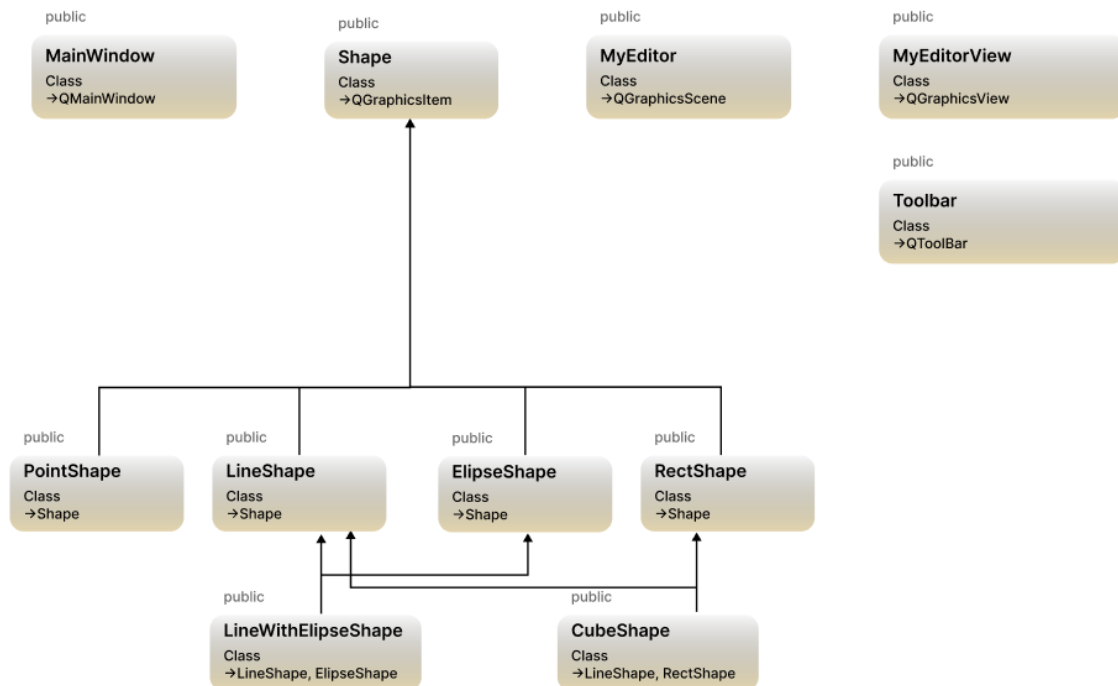 public
MainWindow
Class
→QMainWindow
public
Shape
Class
→QGraphicsItem
public
MyEditor
Class
→QGraphicsScene
public
MyEditorView
Class
→QGraphicsView
public
Toolbar
Class
→QToolBar
public
PointShape
Class
→Shape
public
LineShape
Class
→Shape
public
ElipseShape
Class
→Shape
public
RectShape
Class
→Shape
public
LineWithElipseShape
Class
→LineShape, ElipseShape
public
CubeShape
Class
→LineShape, RectShape